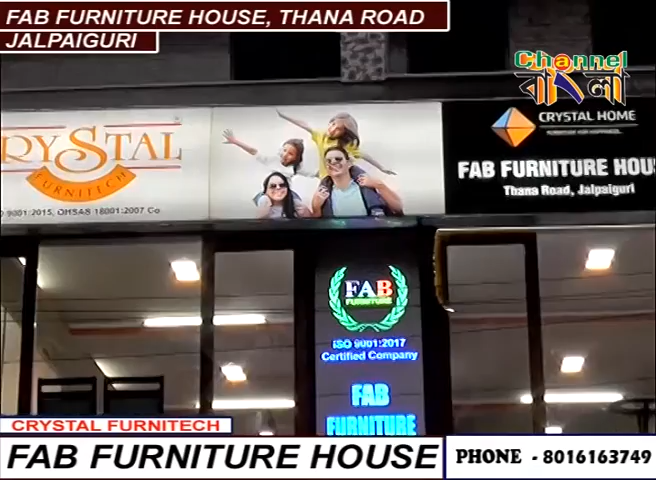 FAB FURNITURE HOUSE, THANA ROAD
JALPAIGURI
Channel
বাংলা
CRYSTAL
FURNITECH
9001:2015, OHSAS 18001:2007 Co
CRYSTAL HOME
FAB FURNITURE HOUS
Thana Road, Jalpaiguri
FAB
FURNITURE
ISO 9001:2017
Certified Company
FAB
FURNITURE
CRYSTAL FURNITECH
FAB FURNITURE HOUSE
PHONE - 8016163749